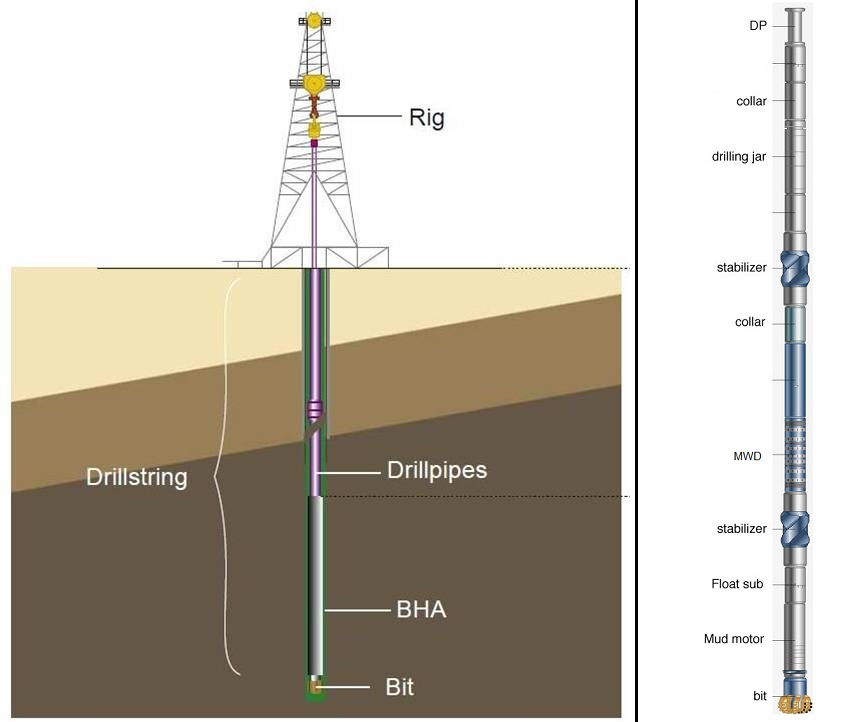 Rig
Drillstring
Drillpipes
BHA
Bit
DP
collar
drilling jar
stabilizer
collar
MWD
stabilizer
Float sub
Mud motor
bit